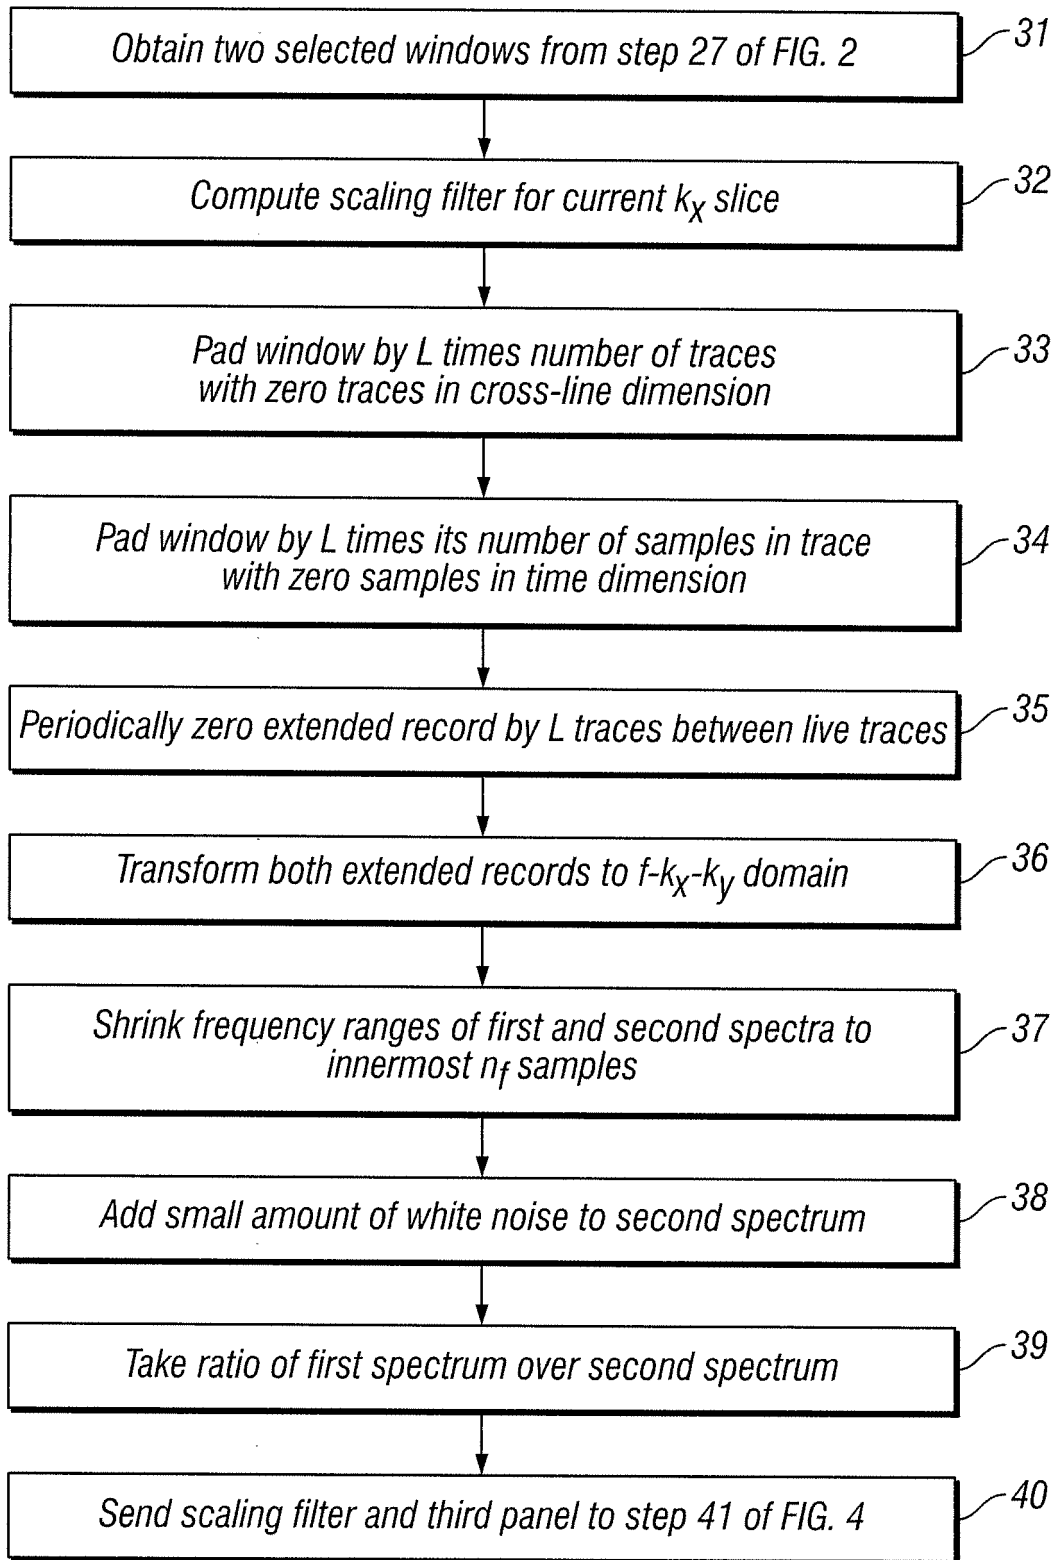 Obtain two selected windows from step 27 of FIG. 2
31
Compute scaling filter for current kx slice
32
Pad window by L times number of traces
with zero traces in cross-line dimension
33
Pad window by L times its number of samples in trace
with zero samples in time dimension
34
Periodically zero extended record by L traces between live traces
35
Transform both extended records to f-kx-ky domain
36
Shrink frequency ranges of first and second spectra to
innermost nf samples
37
Add small amount of white noise to second spectrum
38
Take ratio of first spectrum over second spectrum
39
Send scaling filter and third panel to step 41 of FIG. 4
40